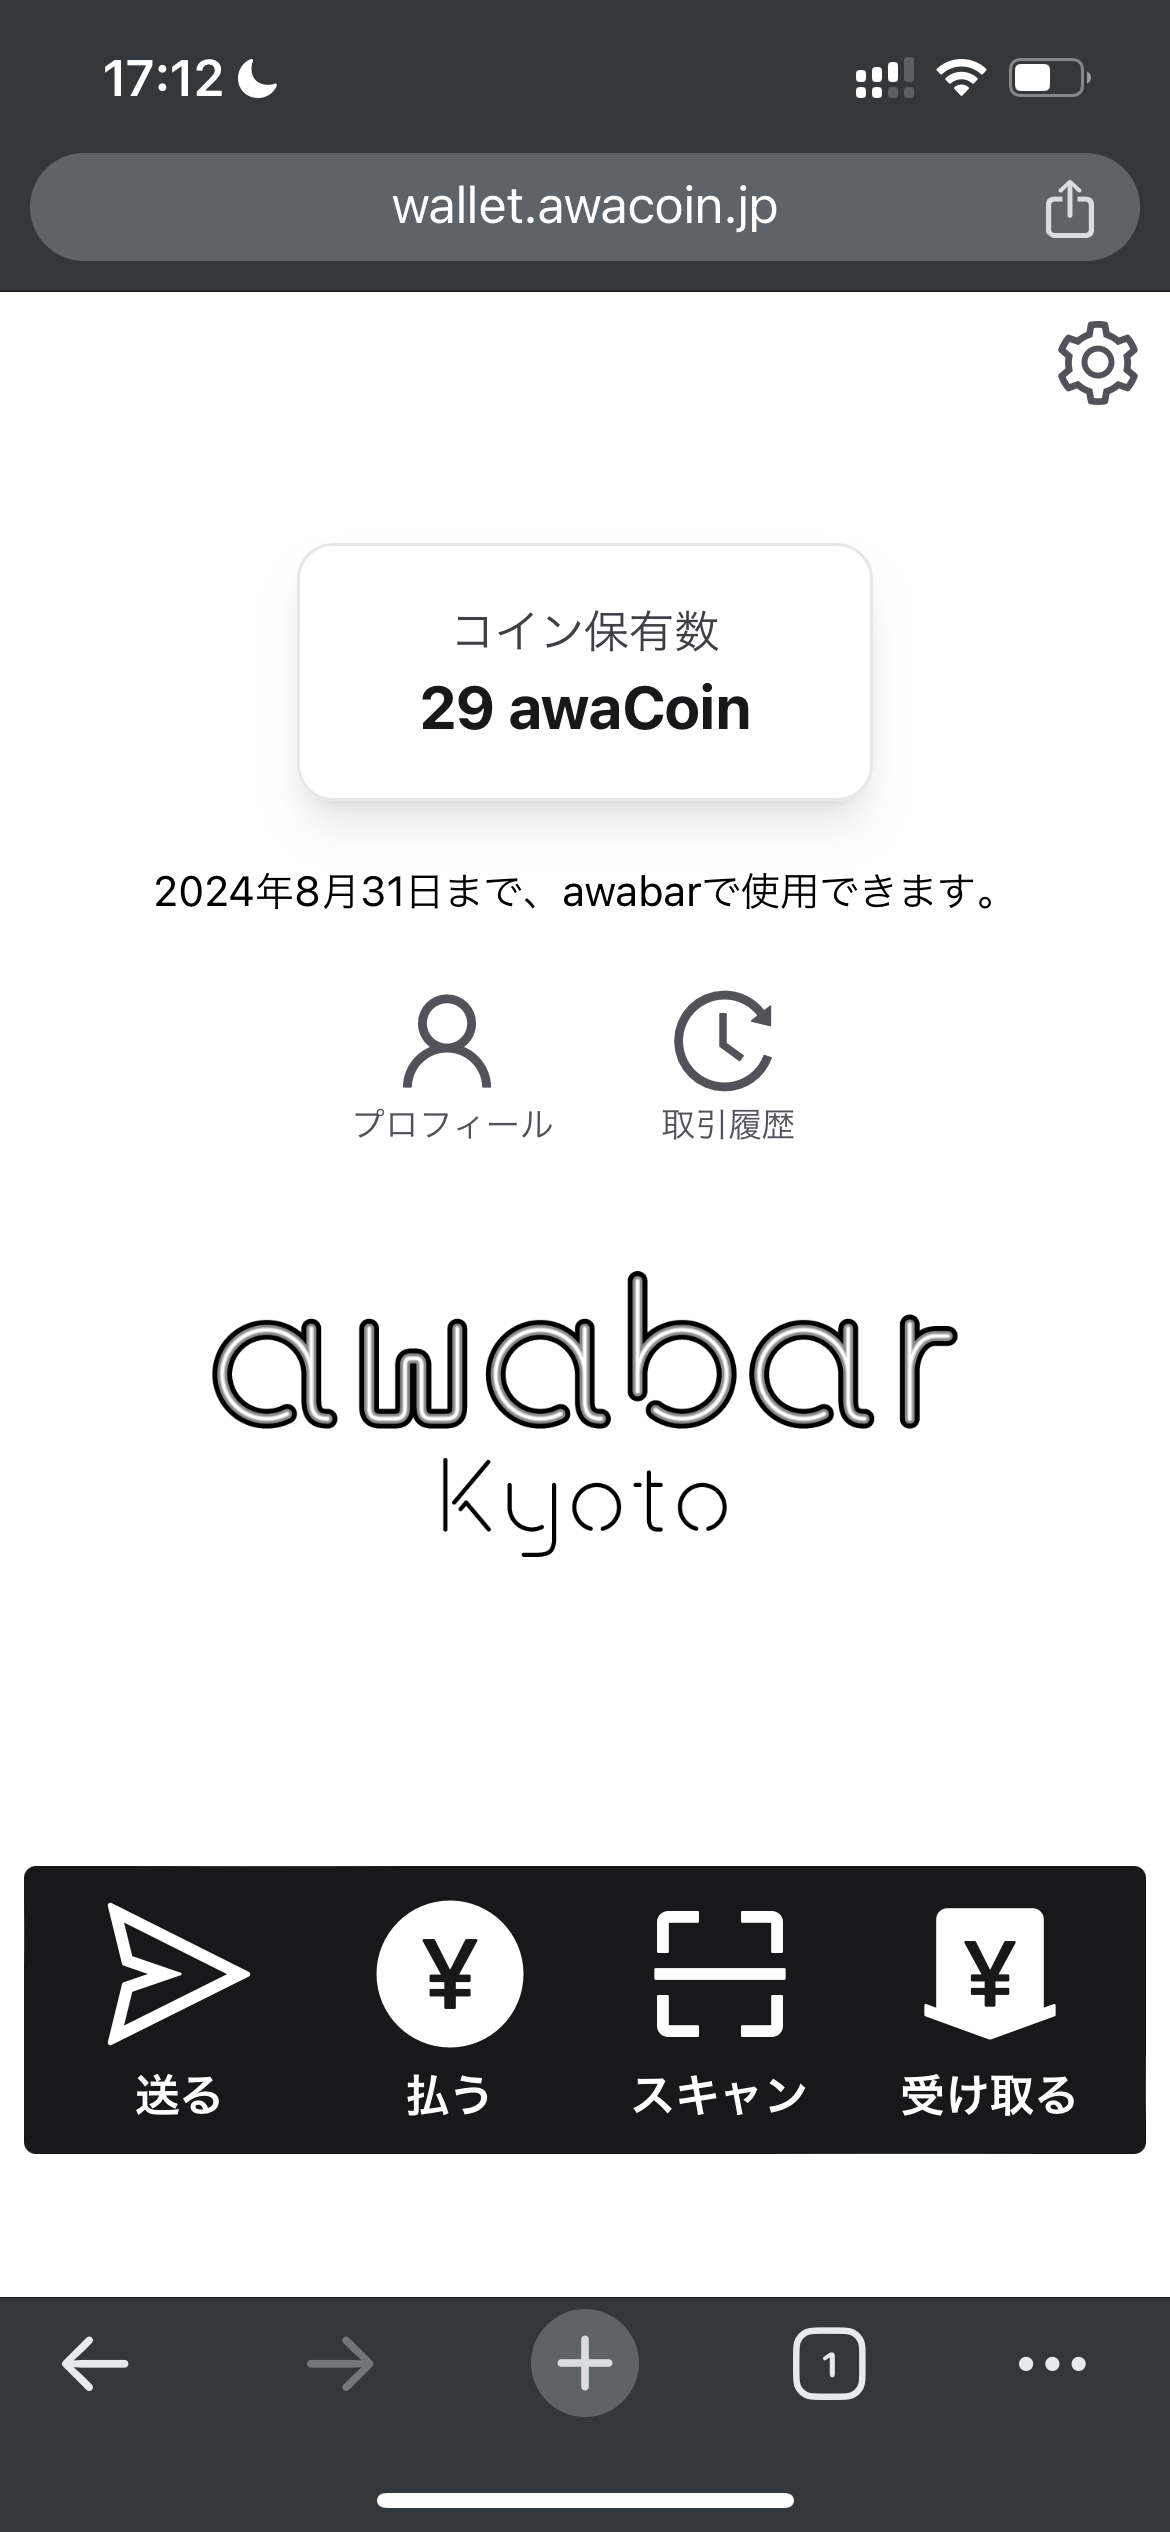 17:12
wallet.awacoin.jp
コイン保有数
29 awaCoin
2024年8月31日まで、awabarで使用できます。
プロフィール 取引履歴
awabar
Kyoto
¥ ¥
送る 払う スキャン 受け取る
1